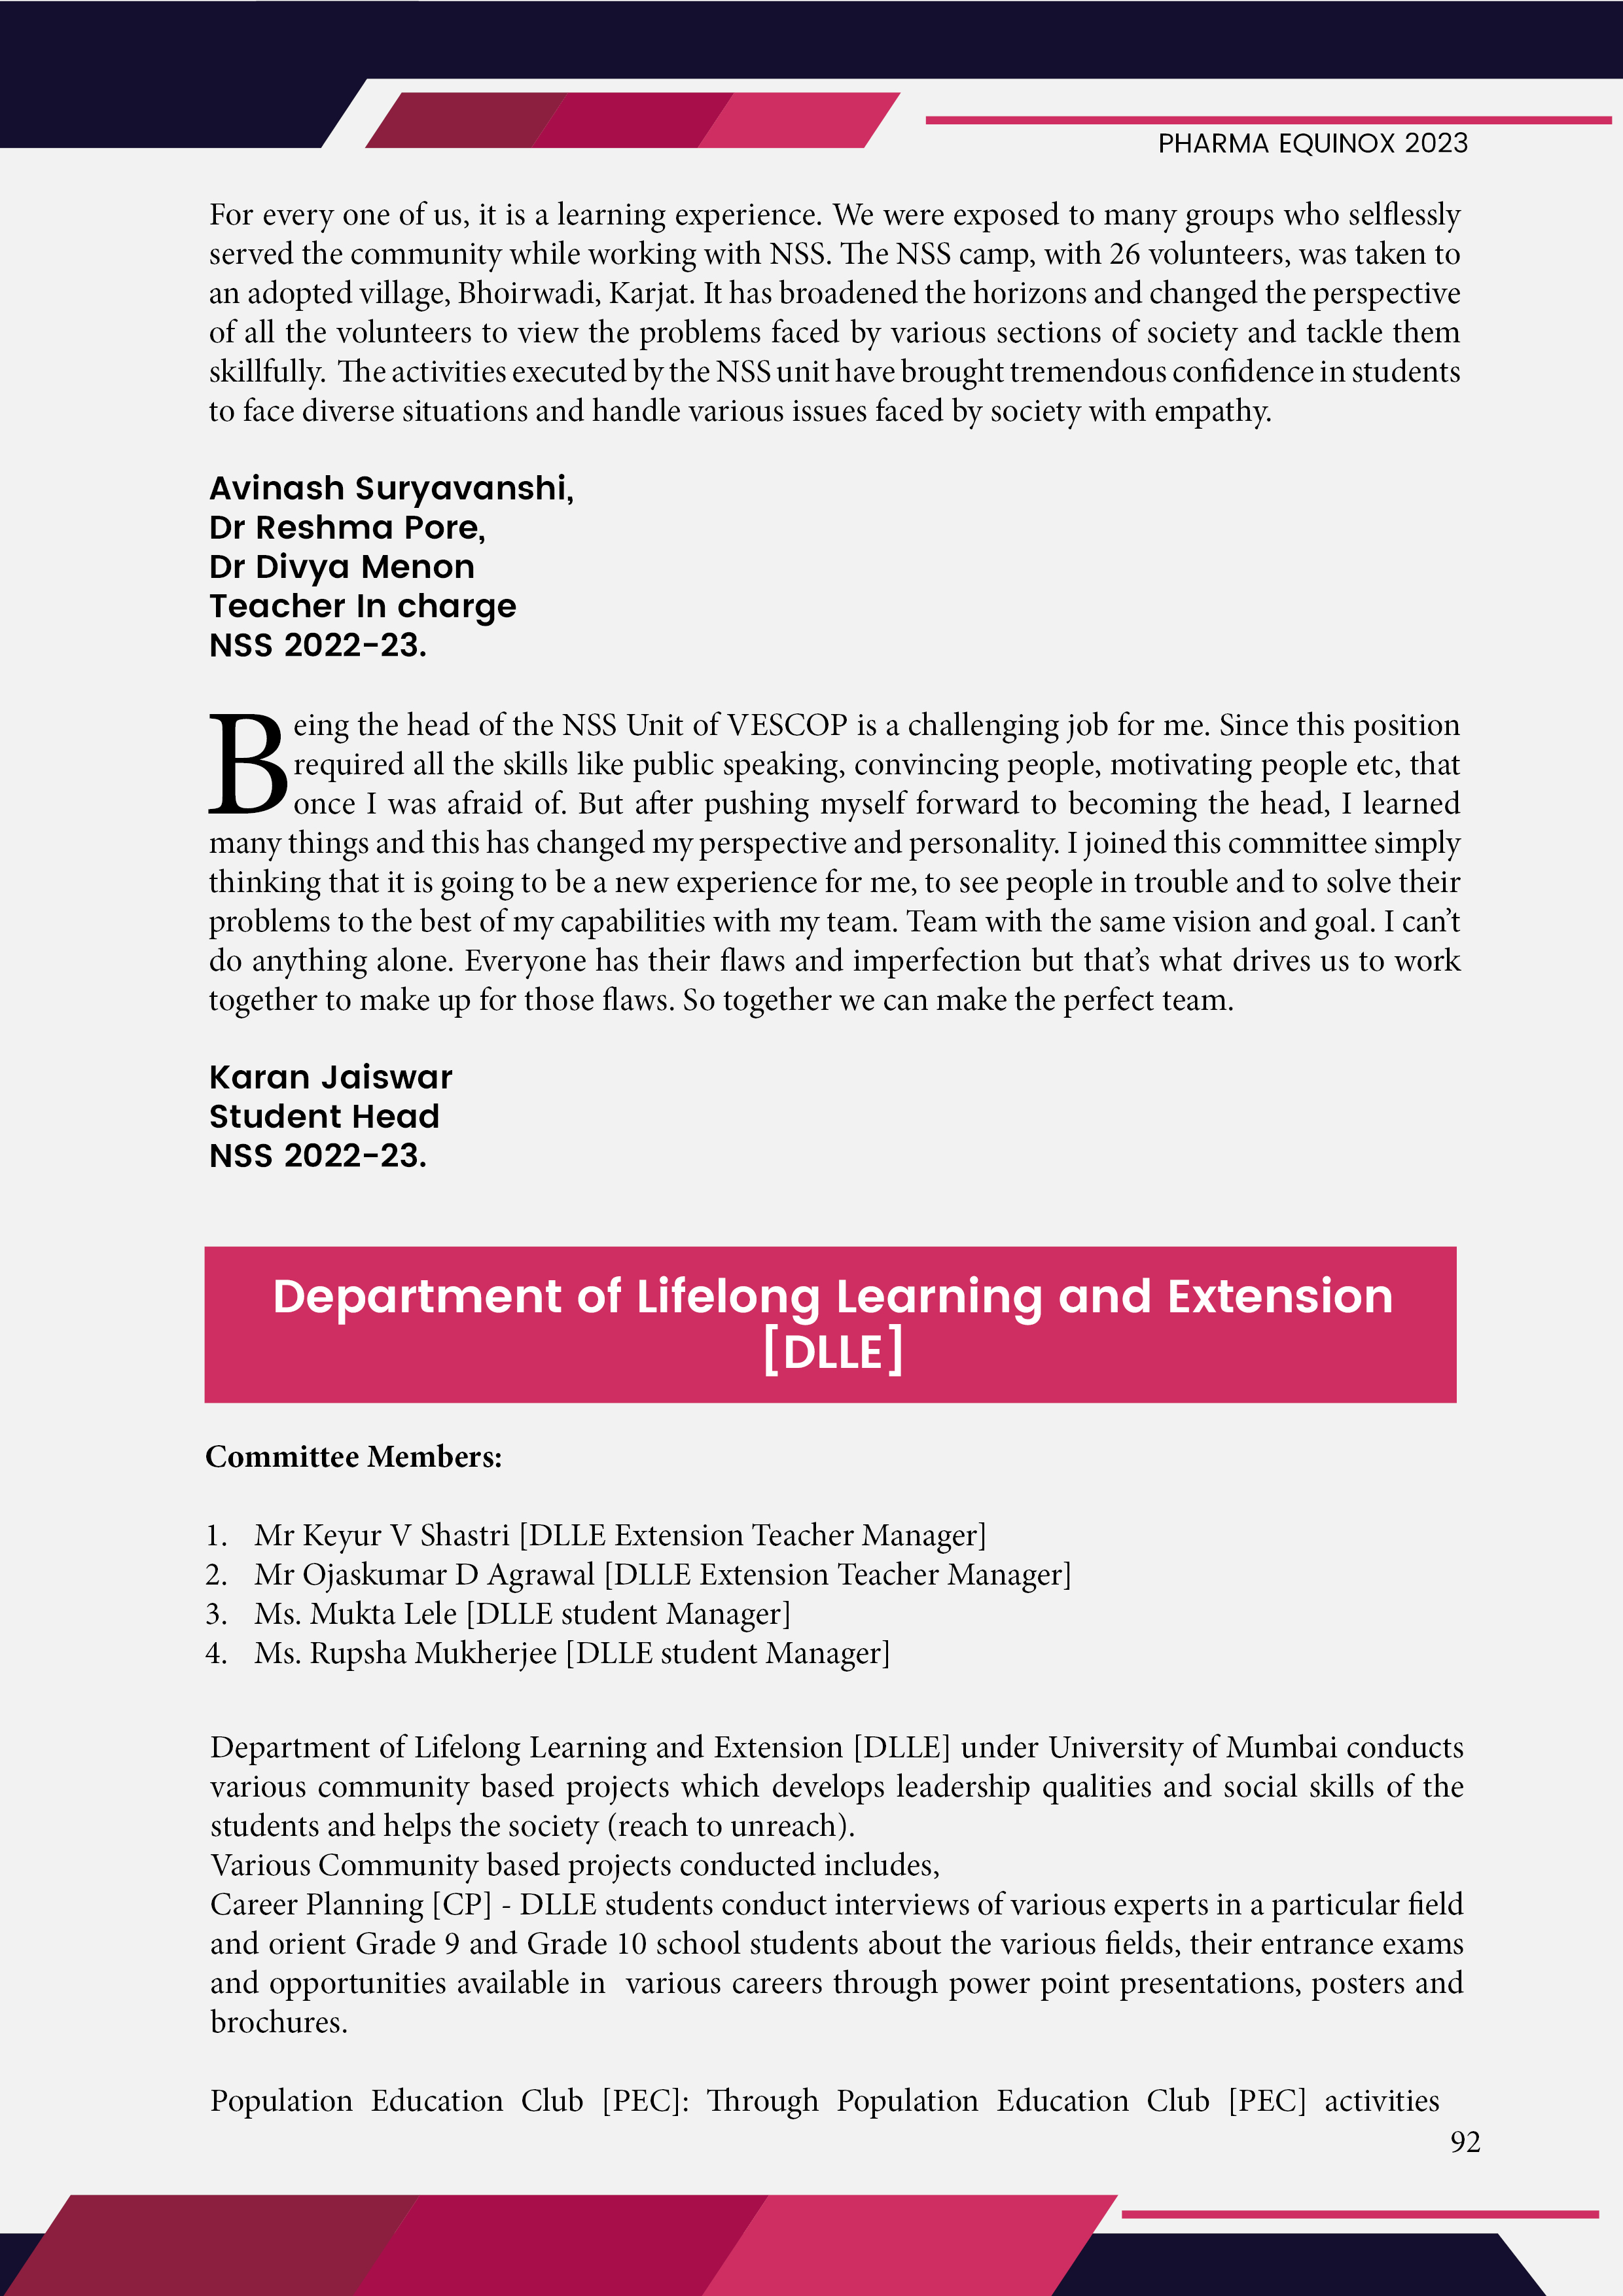 PHARMA EQUINOX 2023
For every one of us, it is a learning experience. We were exposed to many groups who selflessly
served the community while working with NSS. The NSS camp, with 26 volunteers, was taken to
an adopted village, Bhoirwadi, Karjat. It has broadened the horizons and changed the perspective
of all the volunteers to view the problems faced by various sections of society and tackle them
skillfully. The activities executed by the NSS unit have brought tremendous confidence in students
to face diverse situations and handle various issues faced by society with empathy.
Avinash Suryavanshi,
Dr Reshma Pore,
Dr Divya Menon
Teacher In charge
NSS 2022-23.
Being the head of the NSS Unit of VESCOP is a challenging job for me. Since this position
required all the skills like public speaking, convincing people, motivating people etc, that
once I was afraid of. But after pushing myself forward to becoming the head, I learned
many things and this has changed my perspective and personality. I joined this committee simply
thinking that it is going to be a new experience for me, to see people in trouble and to solve their
problems to the best of my capabilities with my team. Team with the same vision and goal. I can’t
do anything alone. Everyone has their flaws and imperfection but that’s what drives us to work
together to make up for those flaws. So together we can make the perfect team.
Karan Jaiswar
Student Head
NSS 2022-23.
Department of Lifelong Learning and Extension
[DLLE]
Committee Members:
1. Mr Keyur V Shastri [DLLE Extension Teacher Manager]
2. Mr Ojaskumar D Agrawal [DLLE Extension Teacher Manager]
3. Ms. Mukta Lele [DLLE student Manager]
4. Ms. Rupsha Mukherjee [DLLE student Manager]
Department of Lifelong Learning and Extension [DLLE] under University of Mumbai conducts
various community based projects which develops leadership qualities and social skills of the
students and helps the society (reach to unreach).
Various Community based projects conducted includes,
Career Planning [CP] - DLLE students conduct interviews of various experts in a particular field
and orient Grade 9 and Grade 10 school students about the various fields, their entrance exams
and opportunities available in various careers through power point presentations, posters and
brochures.
Population Education Club [PEC]: Through Population Education Club [PEC] activities
92